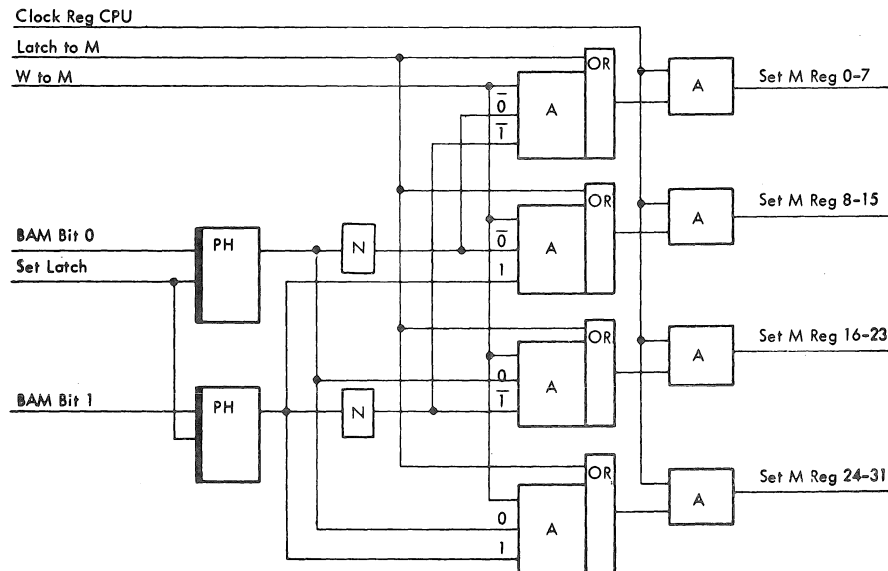 Clock Reg CPU
Latch to M
W to M
OR
A
0̅
1̅
A
Set M Reg 0-7
OR
A
0̅
1
A
Set M Reg 8-15
BAM Bit 0
PH
N
Set Latch
OR
A
0
1̅
A
Set M Reg 16-23
BAM Bit 1
PH
N
OR
A
0
1
A
Set M Reg 24-31